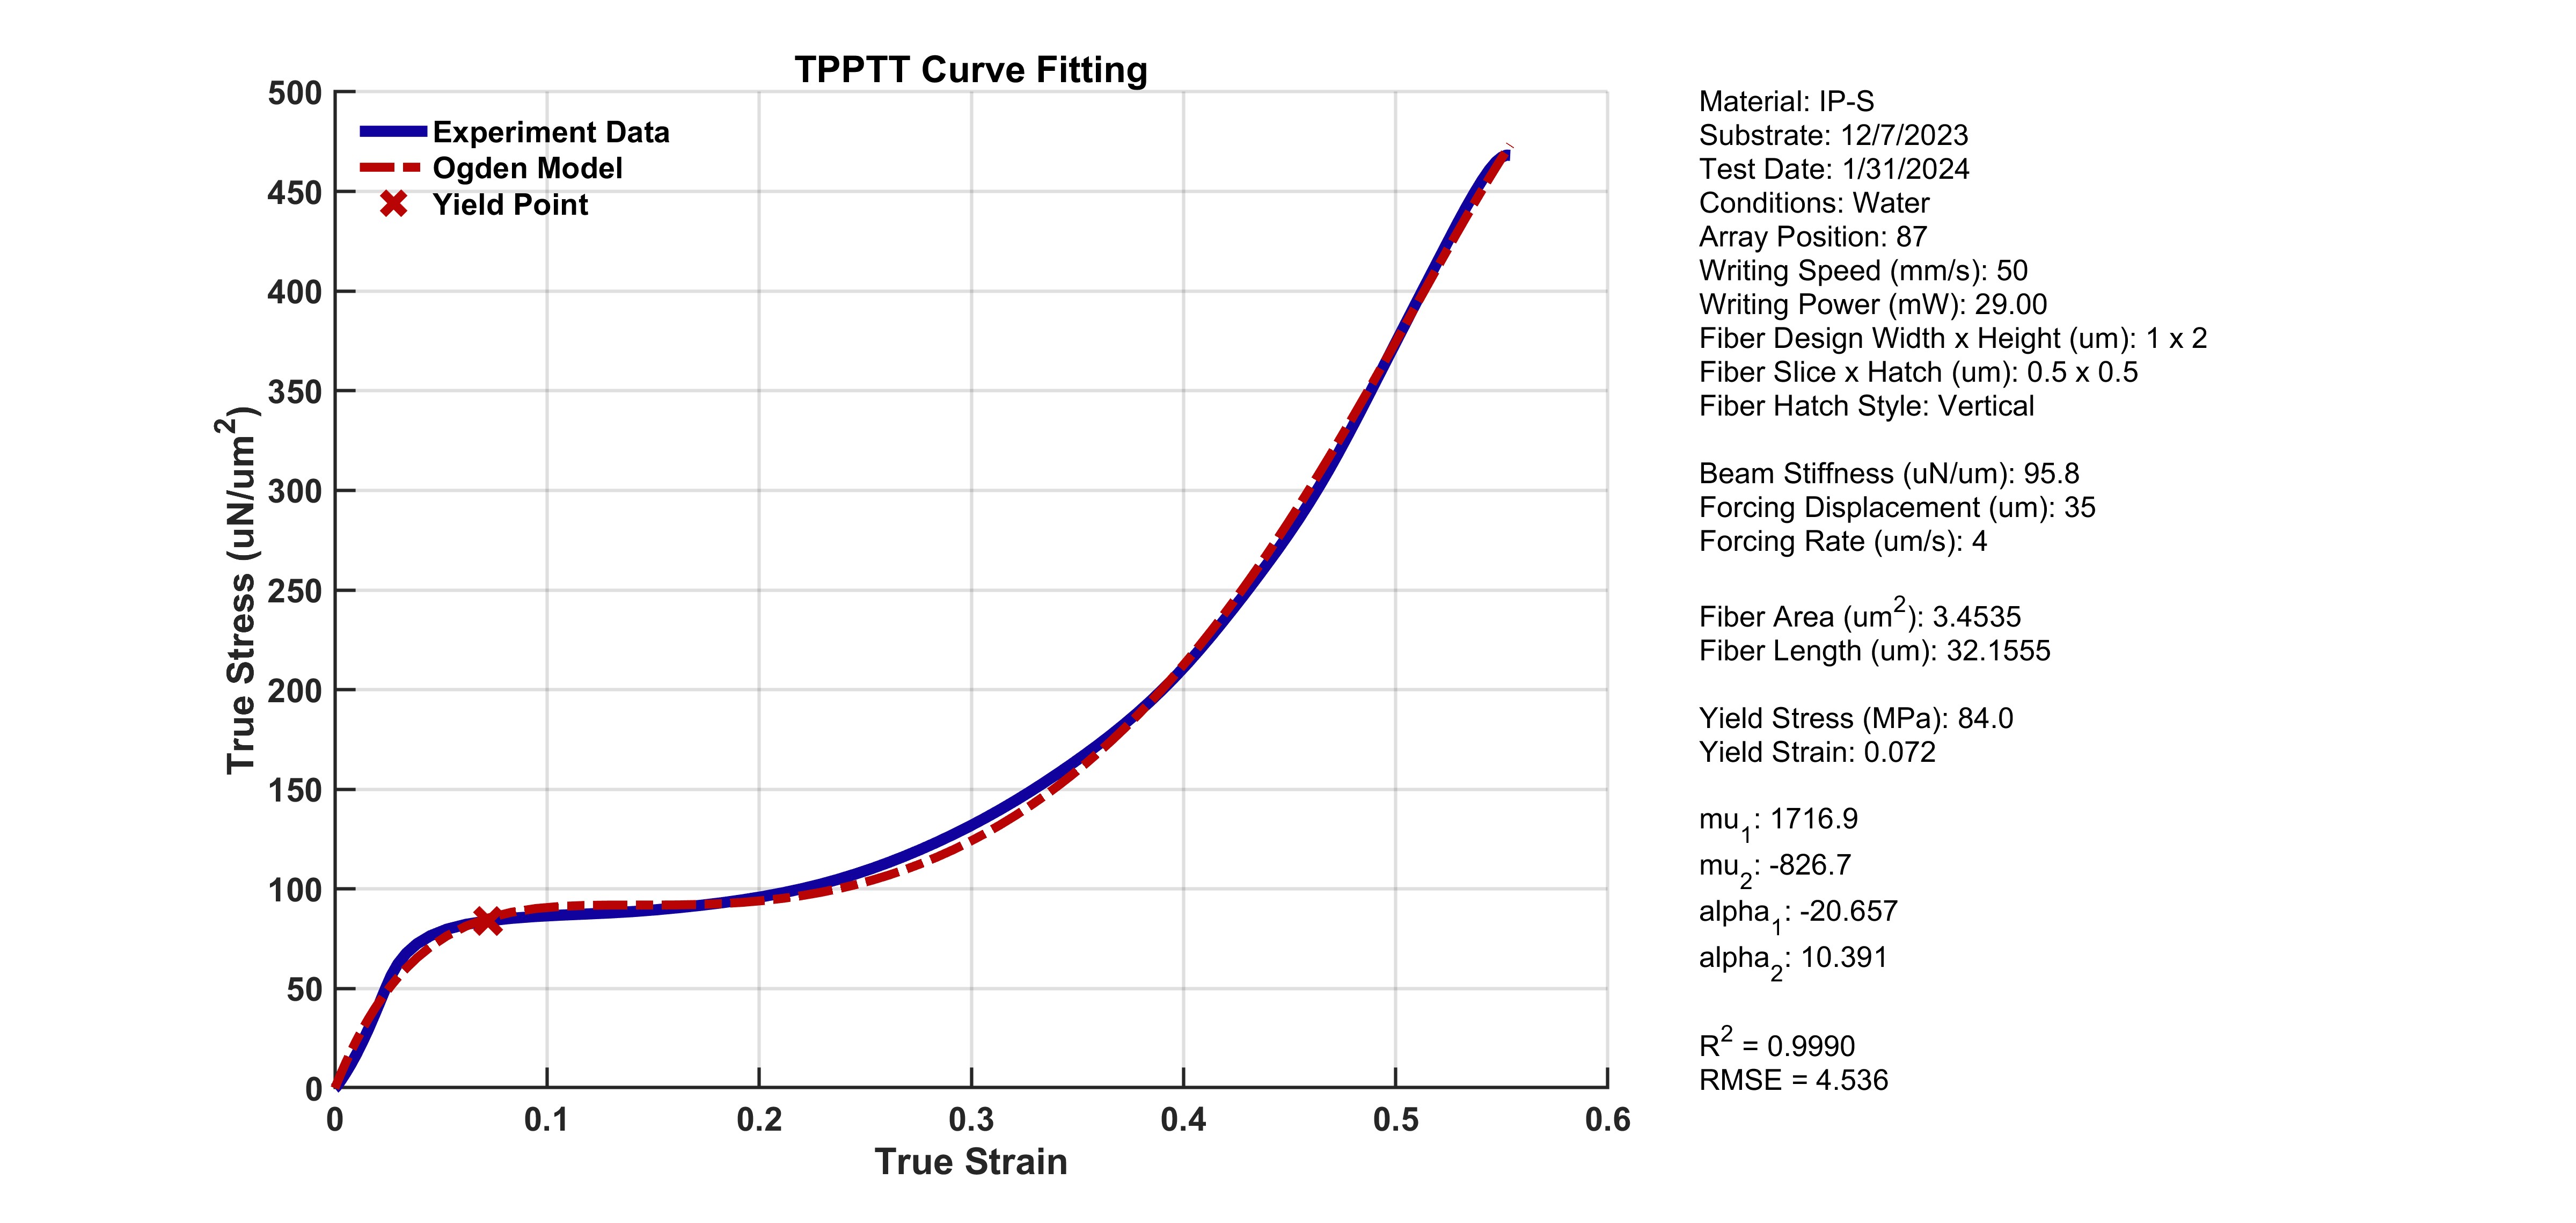 TPPTT Curve Fitting
500
450
400
350
300
250
200
150
100
50
0
True Stress (uN/um²)
Experiment Data
Ogden Model
Yield Point
0
0.1
0.2
0.3
0.4
0.5
0.6
True Strain
Material: IP-S
Substrate: 12/7/2023
Test Date: 1/31/2024
Conditions: Water
Array Position: 87
Writing Speed (mm/s): 50
Writing Power (mW): 29.00
Fiber Design Width x Height (um): 1 x 2
Fiber Slice x Hatch (um): 0.5 x 0.5
Fiber Hatch Style: Vertical
Beam Stiffness (uN/um): 95.8
Forcing Displacement (um): 35
Forcing Rate (um/s): 4
Fiber Area (um²): 3.4535
Fiber Length (um): 32.1555
Yield Stress (MPa): 84.0
Yield Strain: 0.072
mu₁: 1716.9
mu₂: -826.7
alpha₁: -20.657
alpha₂: 10.391
R² = 0.9990
RMSE = 4.536